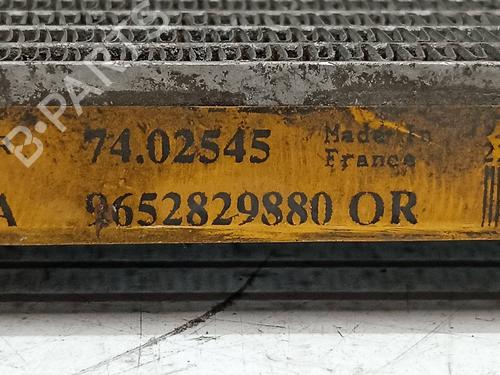 B-PARTS
74.02545 Made In
France
A 9652829880 OR